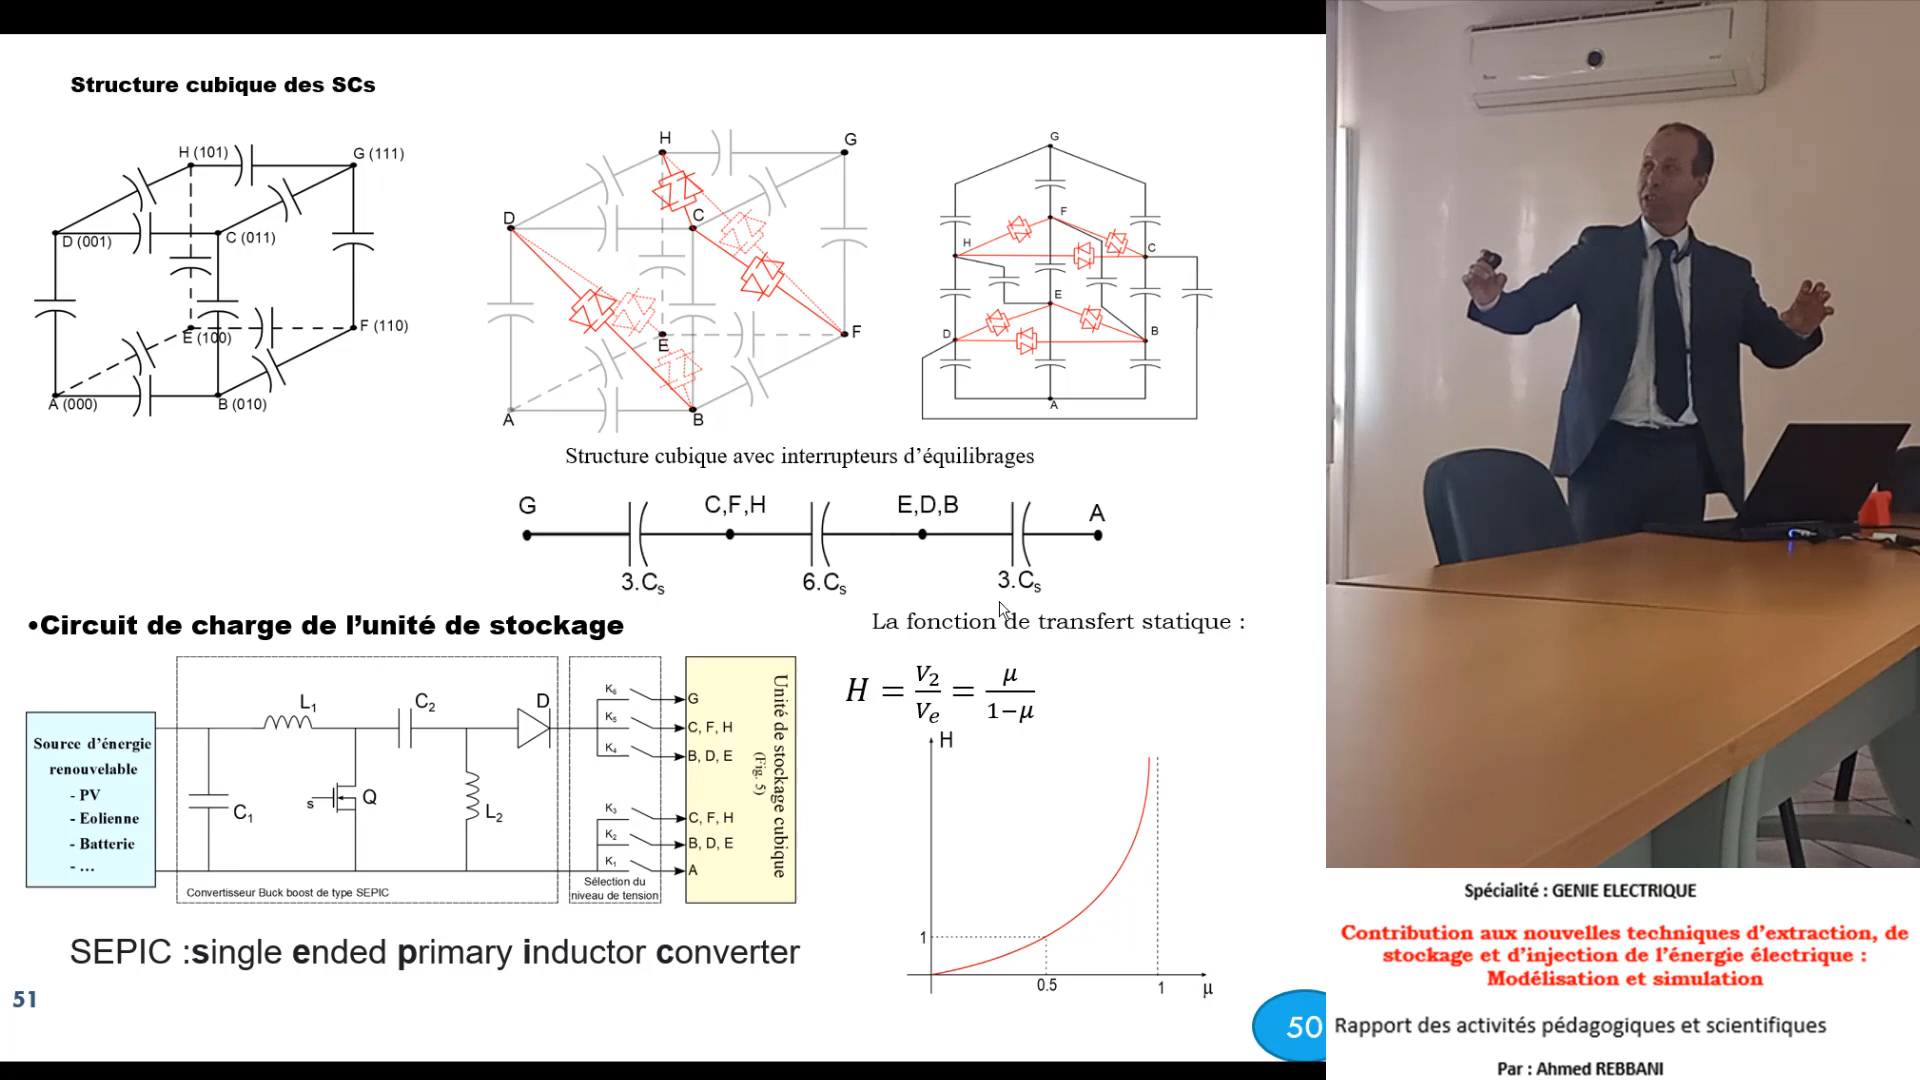 Structure cubique des SCs
H (101)
G (111)
D (001)
C (011)
E (100)
F (110)
A (000)
B (010)
H
G
D
C
E
F
A
B
G
F
H
C
E
D
B
A
Structure cubique avec interrupteurs d’équilibrages
G
C,F,H
E,D,B
A
3.Cs
6.Cs
3.Cs
•Circuit de charge de l’unité de stockage
La fonction de transfert statique :
H = V2/Ve = μ/1−μ
Source d’énergie
renouvelable
- PV
- Eolienne
- Batterie
- ...
L1
C2
D
C1
s
Q
L2
Convertisseur Buck boost de type SEPIC
K6
K5
K4
K3
K2
K1
Sélection du
niveau de tension
G
C, F, H
B, D, E
C, F, H
B, D, E
A
Unité de stockage cubique
(Fig. 5)
H
1
0.5
1
μ
SEPIC :single ended primary inductor converter
51
50
Spécialité : GENIE ELECTRIQUE
Contribution aux nouvelles techniques d’extraction, de
stockage et d’injection de l’énergie électrique :
Modélisation et simulation
Rapport des activités pédagogiques et scientifiques
Par : Ahmed REBBANI